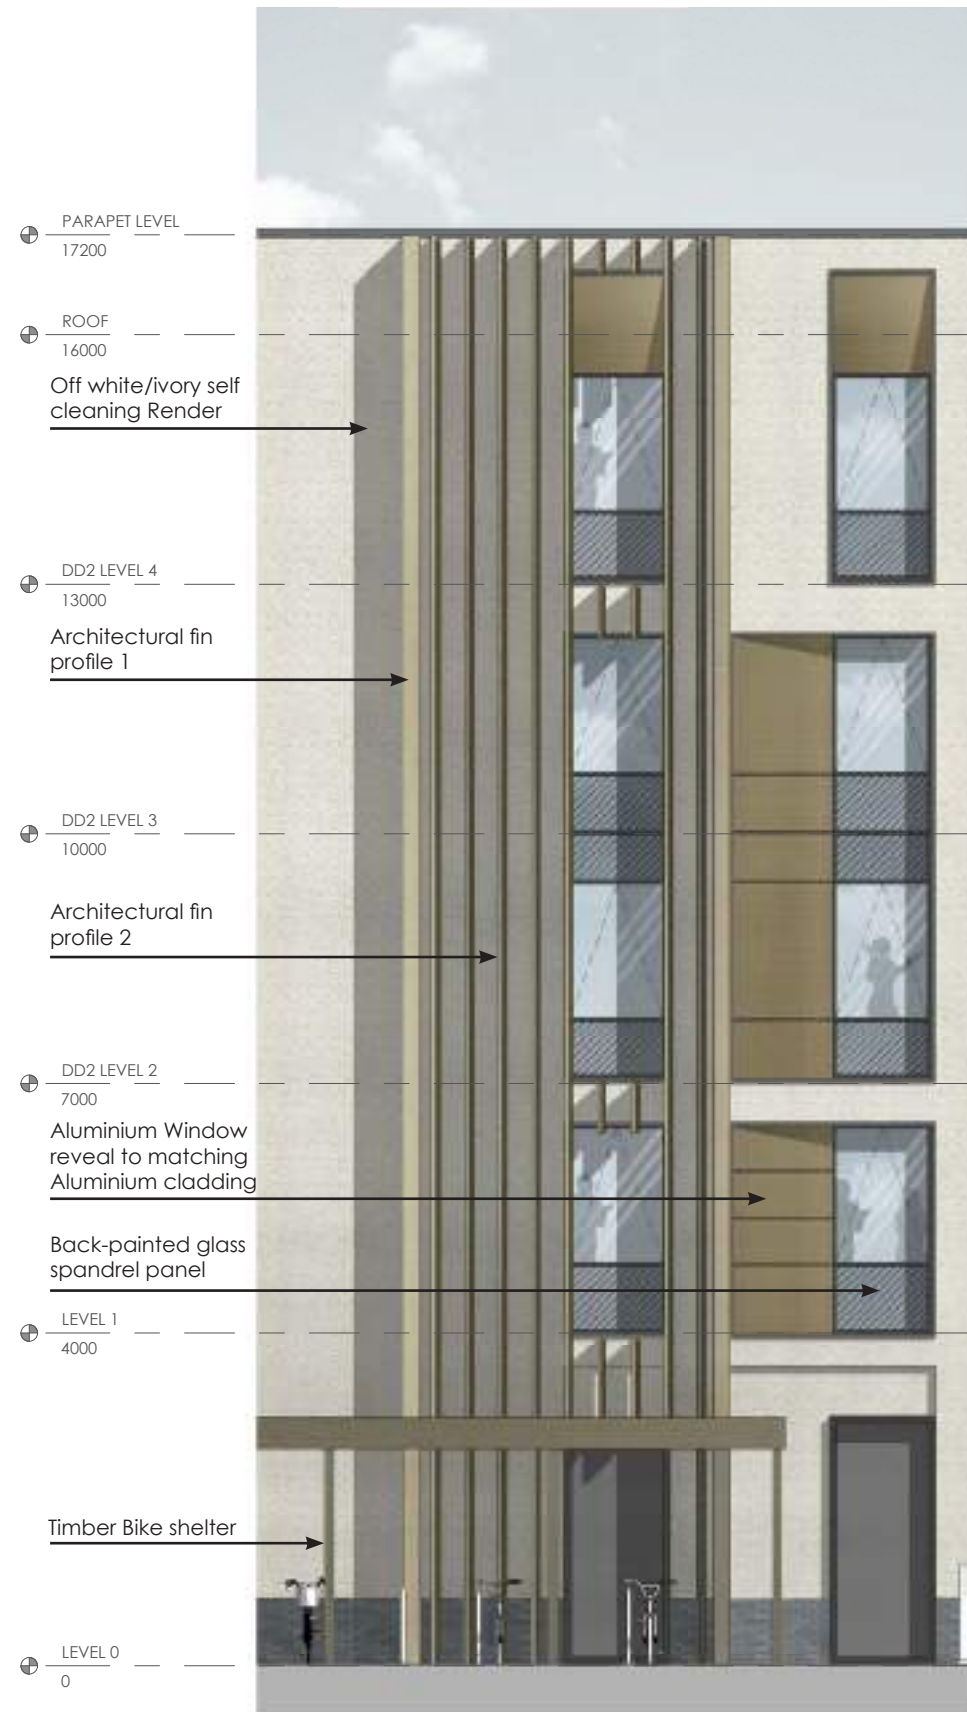 PARAPET LEVEL
17200
ROOF
16000
Off white/ivory self
cleaning Render
DD2 LEVEL 4
13000
Architectural fin
profile 1
DD2 LEVEL 3
10000
Architectural fin
profile 2
DD2 LEVEL 2
7000
Aluminium Window
reveal to matching
Aluminium cladding
Back-painted glass
spandrel panel
LEVEL 1
4000
Timber Bike shelter
LEVEL 0
0